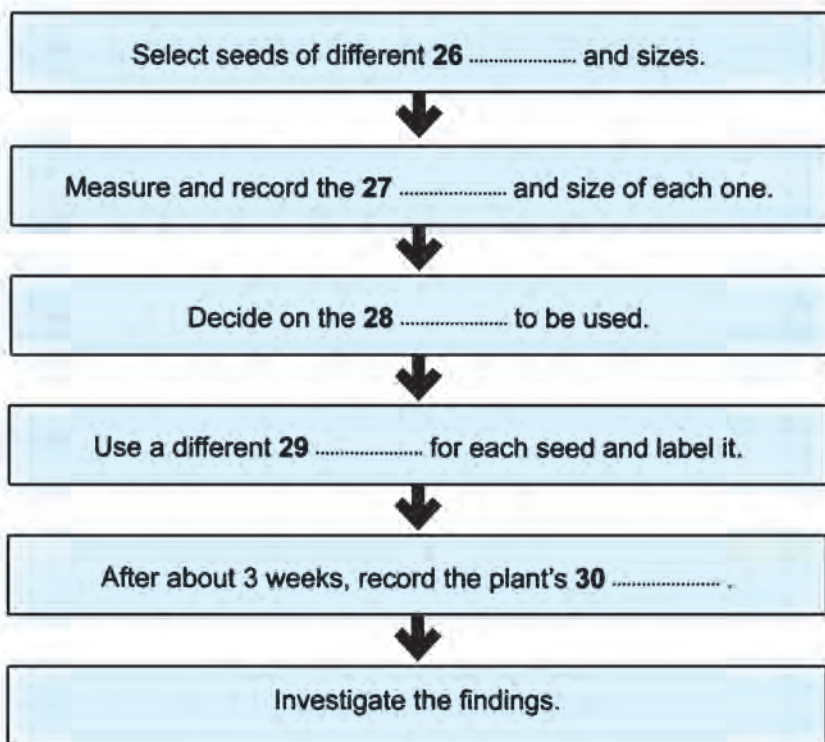 Select seeds of different 26 .................... and sizes.
Measure and record the 27 .................... and size of each one.
Decide on the 28 .................... to be used.
Use a different 29 .................... for each seed and label it.
After about 3 weeks, record the plant's 30 .................... .
Investigate the findings.